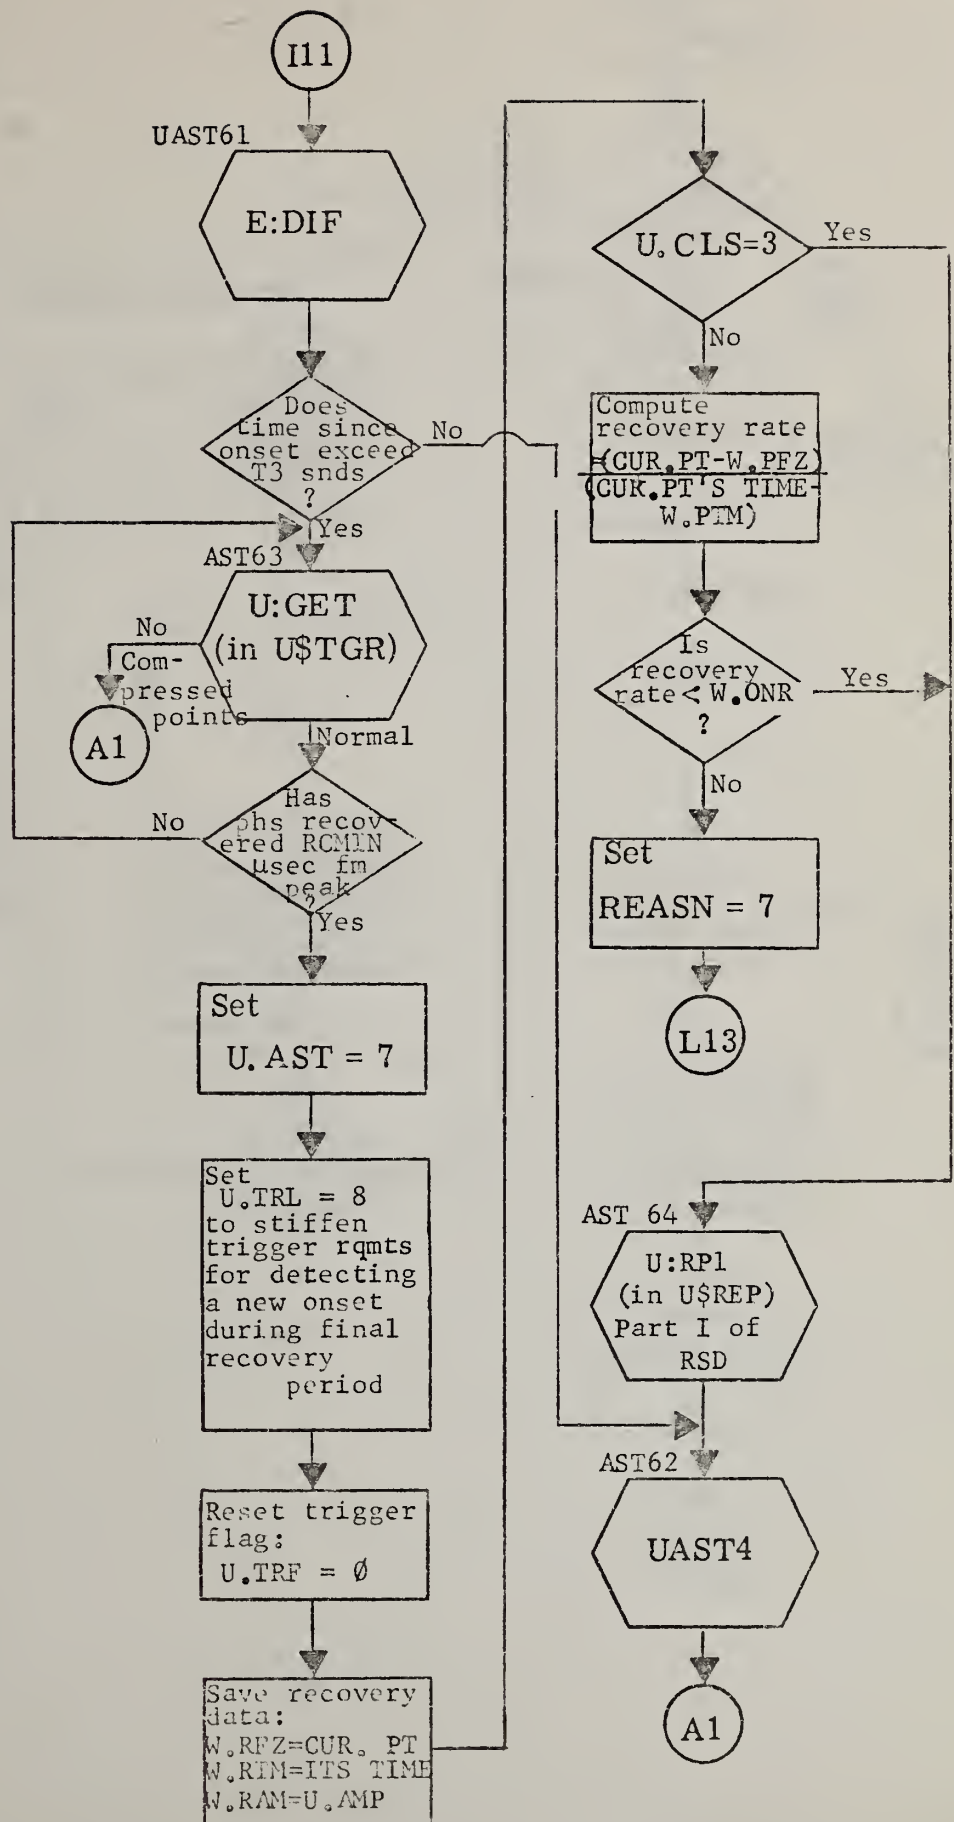 I11
UAST61
E:DIF
Does
time since
onset exceed
T3 snds
?
No
Yes
AST63
U:GET
(in U$TGR)
No
Com-
pressed
points
A1
Normal
Has
phs recov-
ered RCMIN
μsec fm
peak
?
No
Yes
Set
U.AST = 7
Set
U.TRL = 8
to stiffen
trigger rqmts
for detecting
a new onset
during final
recovery
period
Reset trigger
flag:
U.TRF = Ø
Save recovery
data:
W.RFZ=CUR. PT
W.RTM=ITS TIME
W.RAM=U.AMP
U.CLS=3
Yes
No
Compute
recovery rate
=(CUR.PT-W.PFZ)
(CUR.PT'S TIME-
W.PTM)
Is
recovery
rate< W.ONR
?
Yes
No
Set
REASN = 7
L13
AST 64
U:RP1
(in U$REP)
Part I of
RSD
AST62
UAST4
A1